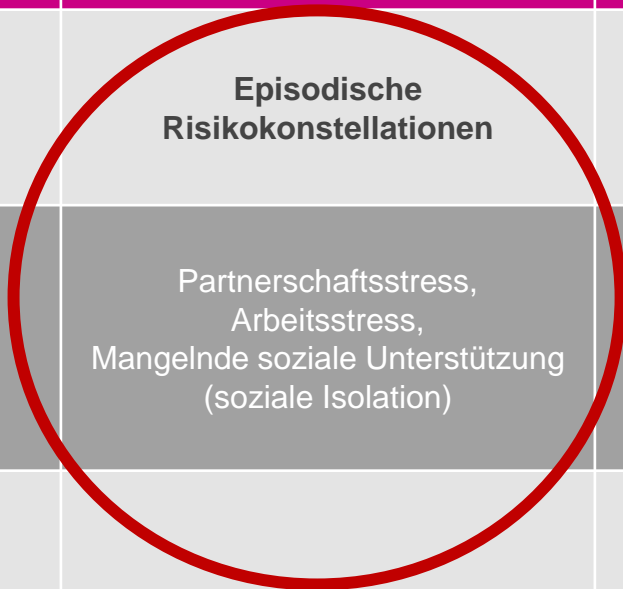 Episodische
Risikokonstellationen
Partnerschaftsstress,
Arbeitsstress,
Mangelnde soziale Unterstützung
(soziale Isolation)